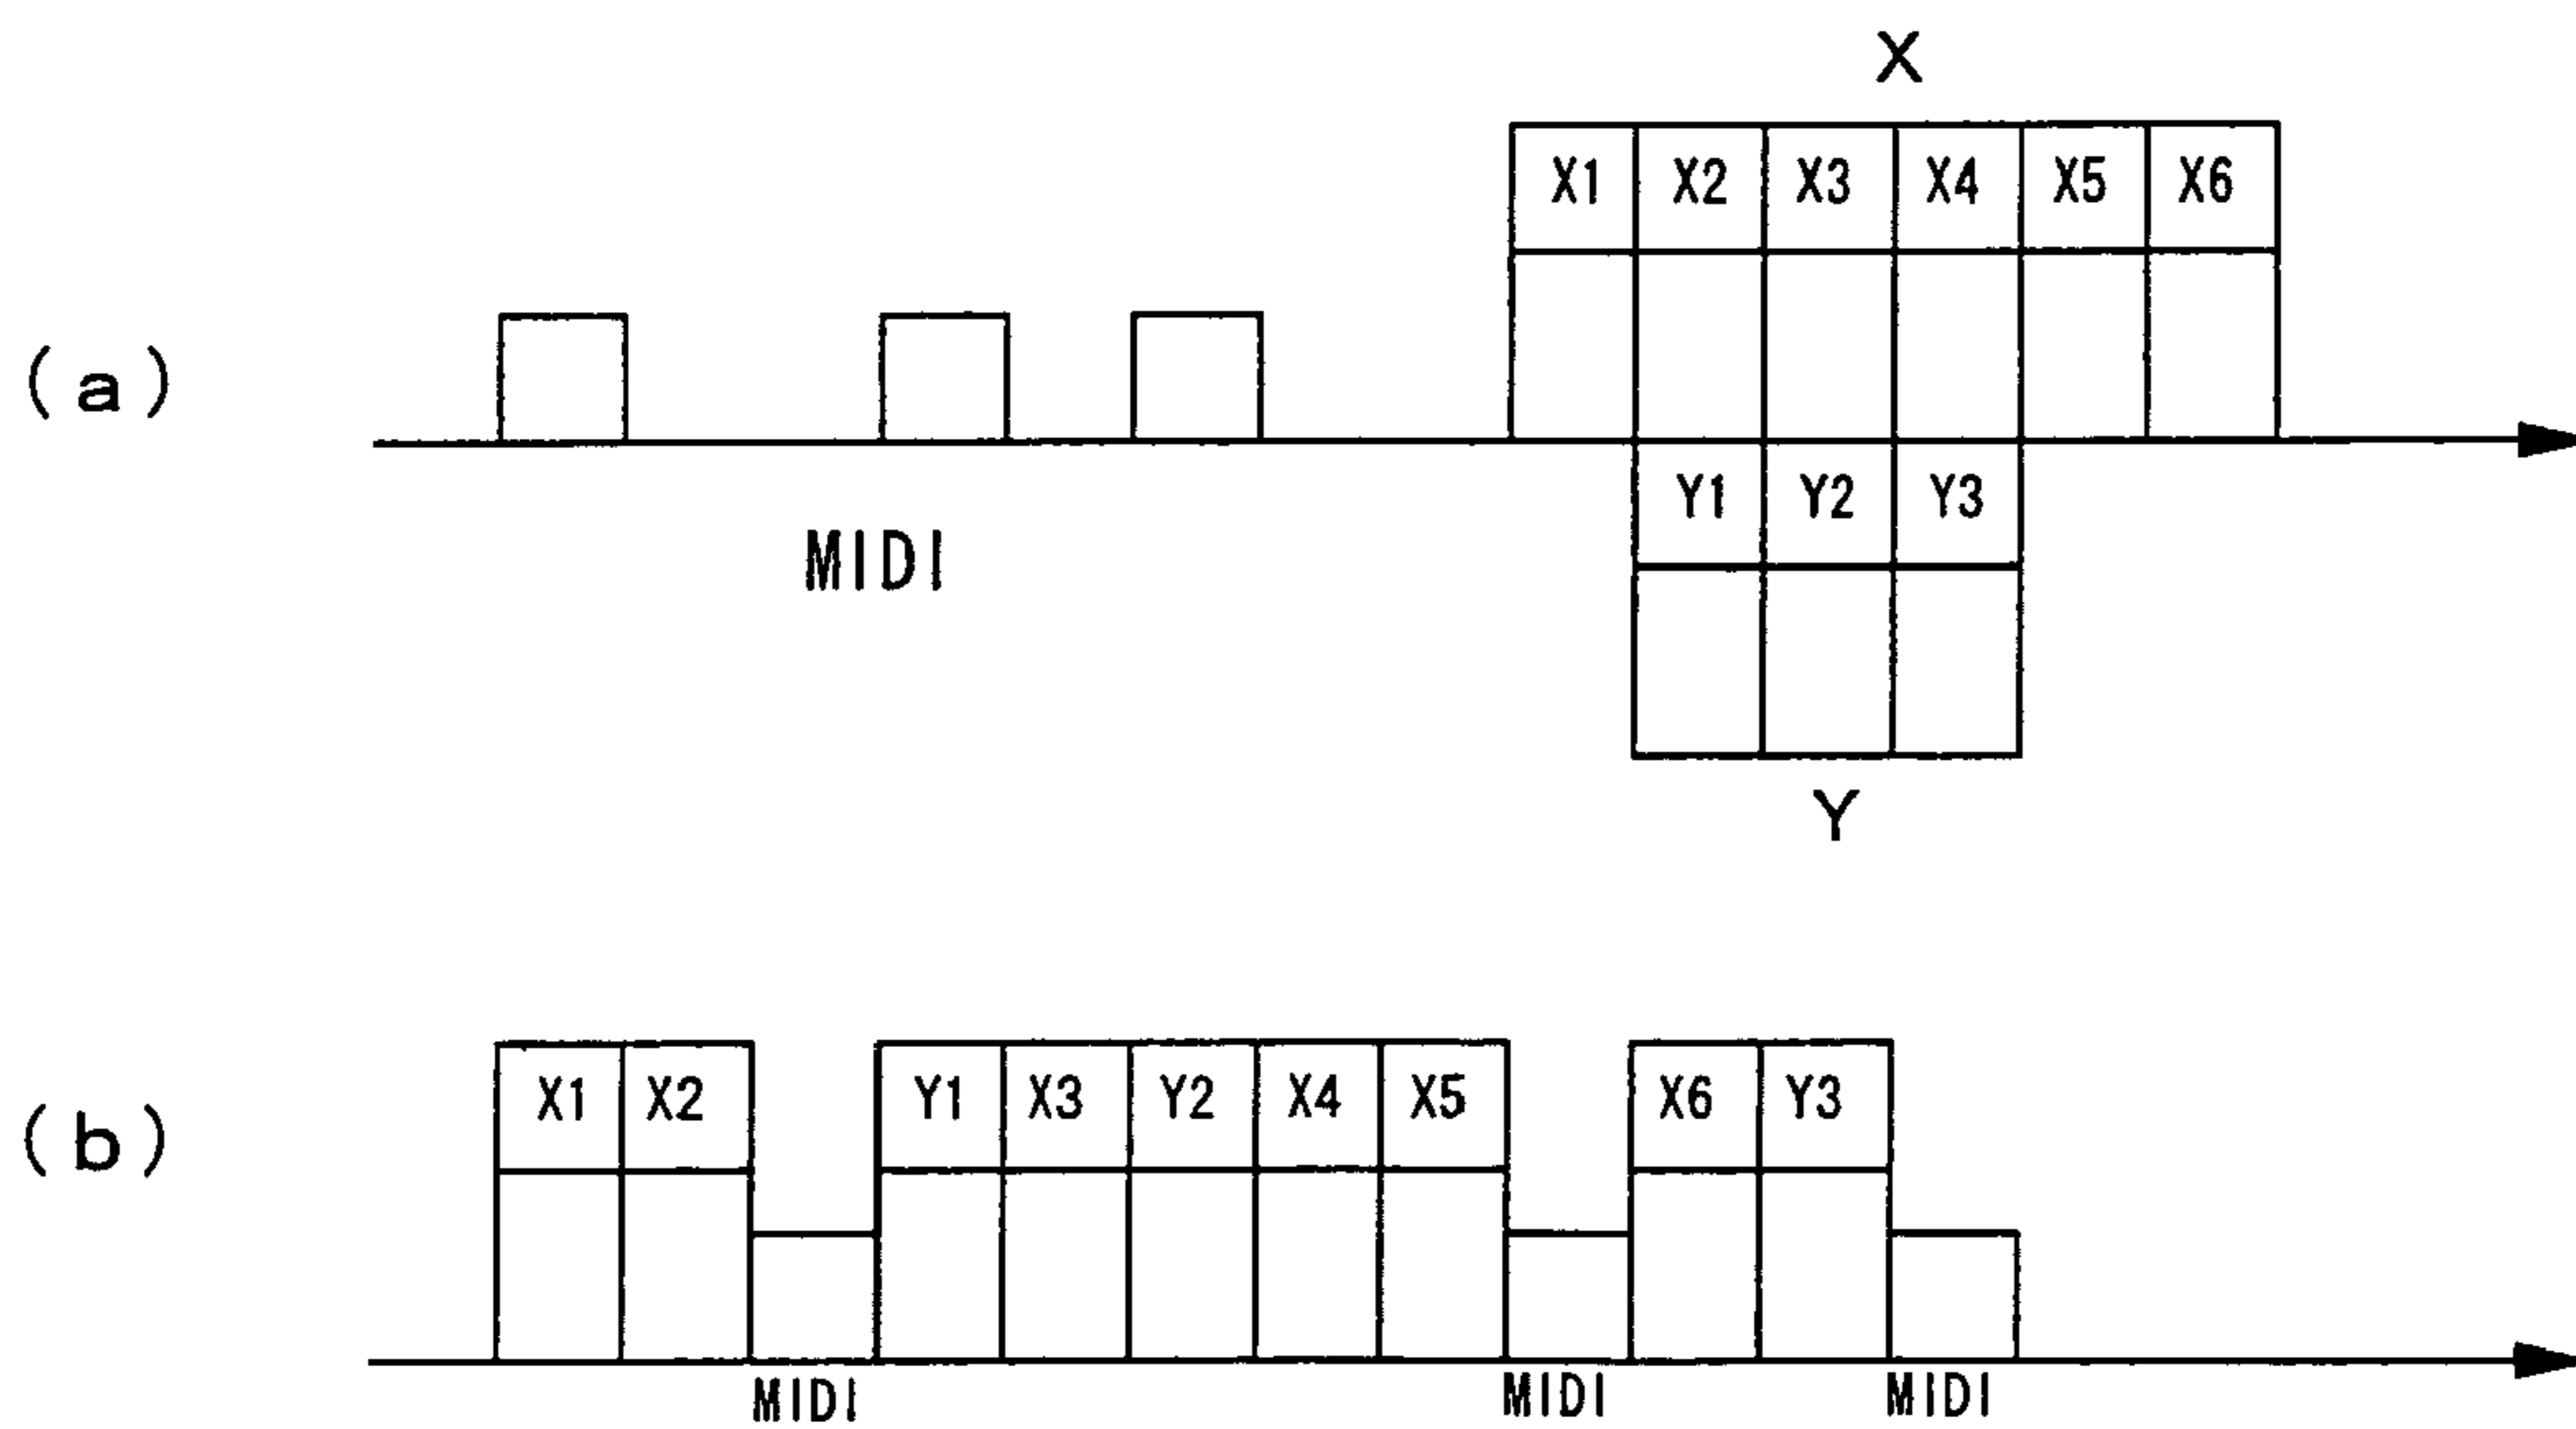 X
X1 X2 X3 X4 X5 X6
(a)
Y1 Y2 Y3
MIDI
Y
X1 X2 Y1 X3 Y2 X4 X5 X6 Y3
(b)
MIDI MIDI MIDI